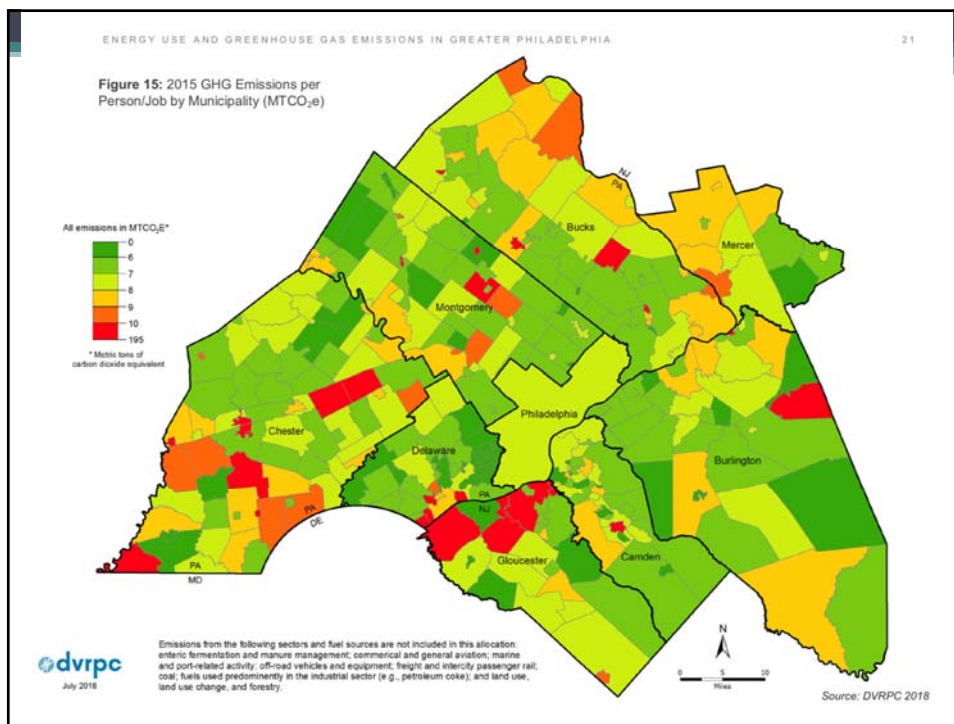 ENERGY USE AND GREENHOUSE GAS EMISSIONS IN GREATER PHILADELPHIA
21
Figure 15: 2015 GHG Emissions per
Person/Job by Municipality (MTCO₂e)
All emissions in MTCO₂E*
0
6
7
8
9
10
195
* Metric tons of
carbon dioxide equivalent
NJ
PA
Bucks
Mercer
Montgomery
Philadelphia
Chester
Delaware
Burlington
PA
NJ
PA
DE
Gloucester
Camden
PA
MD
N
0
5
10
Miles
dvrpc
July 2018
Emissions from the following sectors and fuel sources are not included in this allocation:
enteric fermentation and manure management; commerical and general aviation; marine
and port-related activity; off-road vehicles and equipment; freight and intercity passenger rail;
coal; fuels used predominently in the industrial sector (e.g., petroleum coke); and land use,
land use change, and forestry.
Source: DVRPC 2018